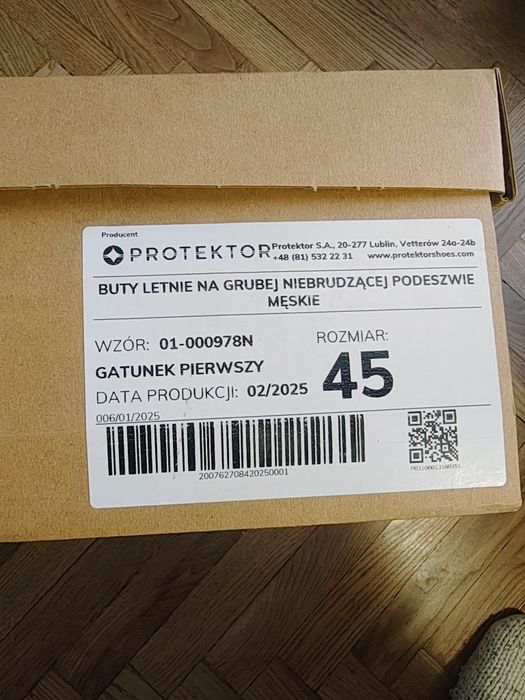 Producent
PROTEKTOR
Protektor S.A., 20-277 Lublin, Vetterów 24a-24b
+48 (81) 532 22 31 www.protektorshoes.com
BUTY LETNIE NA GRUBEJ NIEBRUDZĄCEJ PODESZWIE
MĘSKIE
WZÓR: 01-000978N
GATUNEK PIERWSZY
DATA PRODUKCJI: 02/2025
ROZMIAR:
45
006/01/2025
200762708420250001